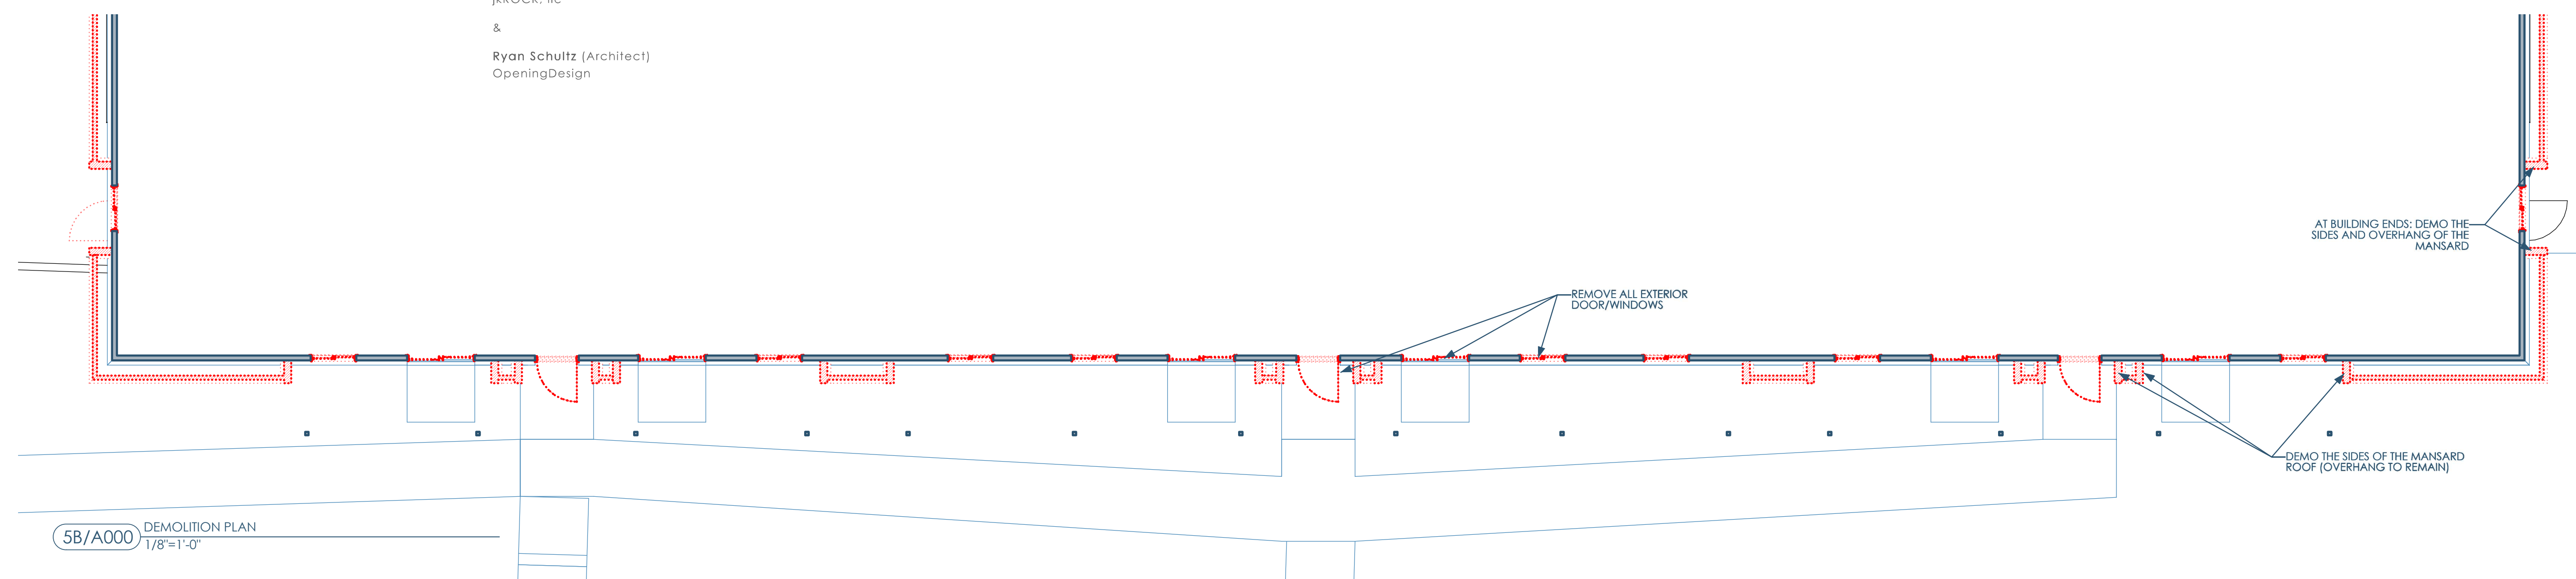 jkROCK, llc
&
Ryan Schultz (Architect)
OpeningDesign
AT BUILDING ENDS: DEMO THE
SIDES AND OVERHANG OF THE
MANSARD
REMOVE ALL EXTERIOR
DOOR/WINDOWS
DEMO THE SIDES OF THE MANSARD
ROOF (OVERHANG TO REMAIN)
5B/A000
DEMOLITION PLAN
1/8"=1'-0"